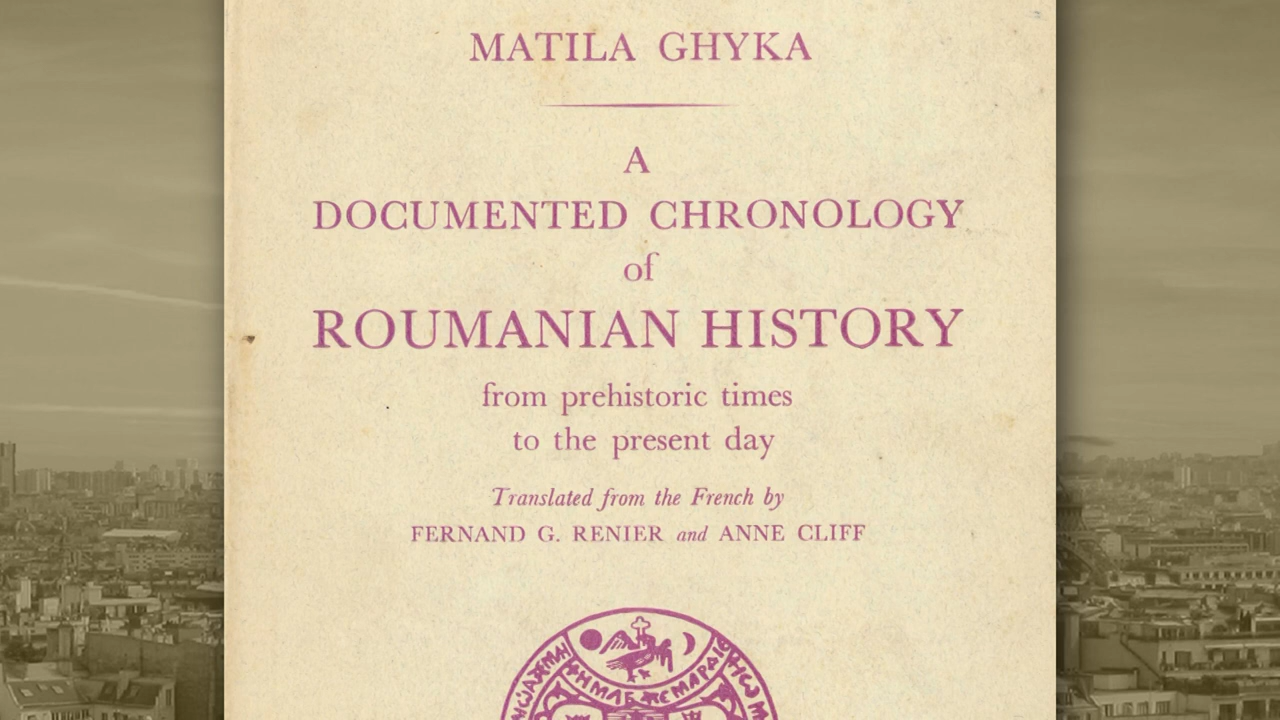 MATILA GHYKA
A
DOCUMENTED CHRONOLOGY
of
ROUMANIAN HISTORY
from prehistoric times
to the present day
Translated from the French by
FERNAND G. RENIER and ANNE CLIFF